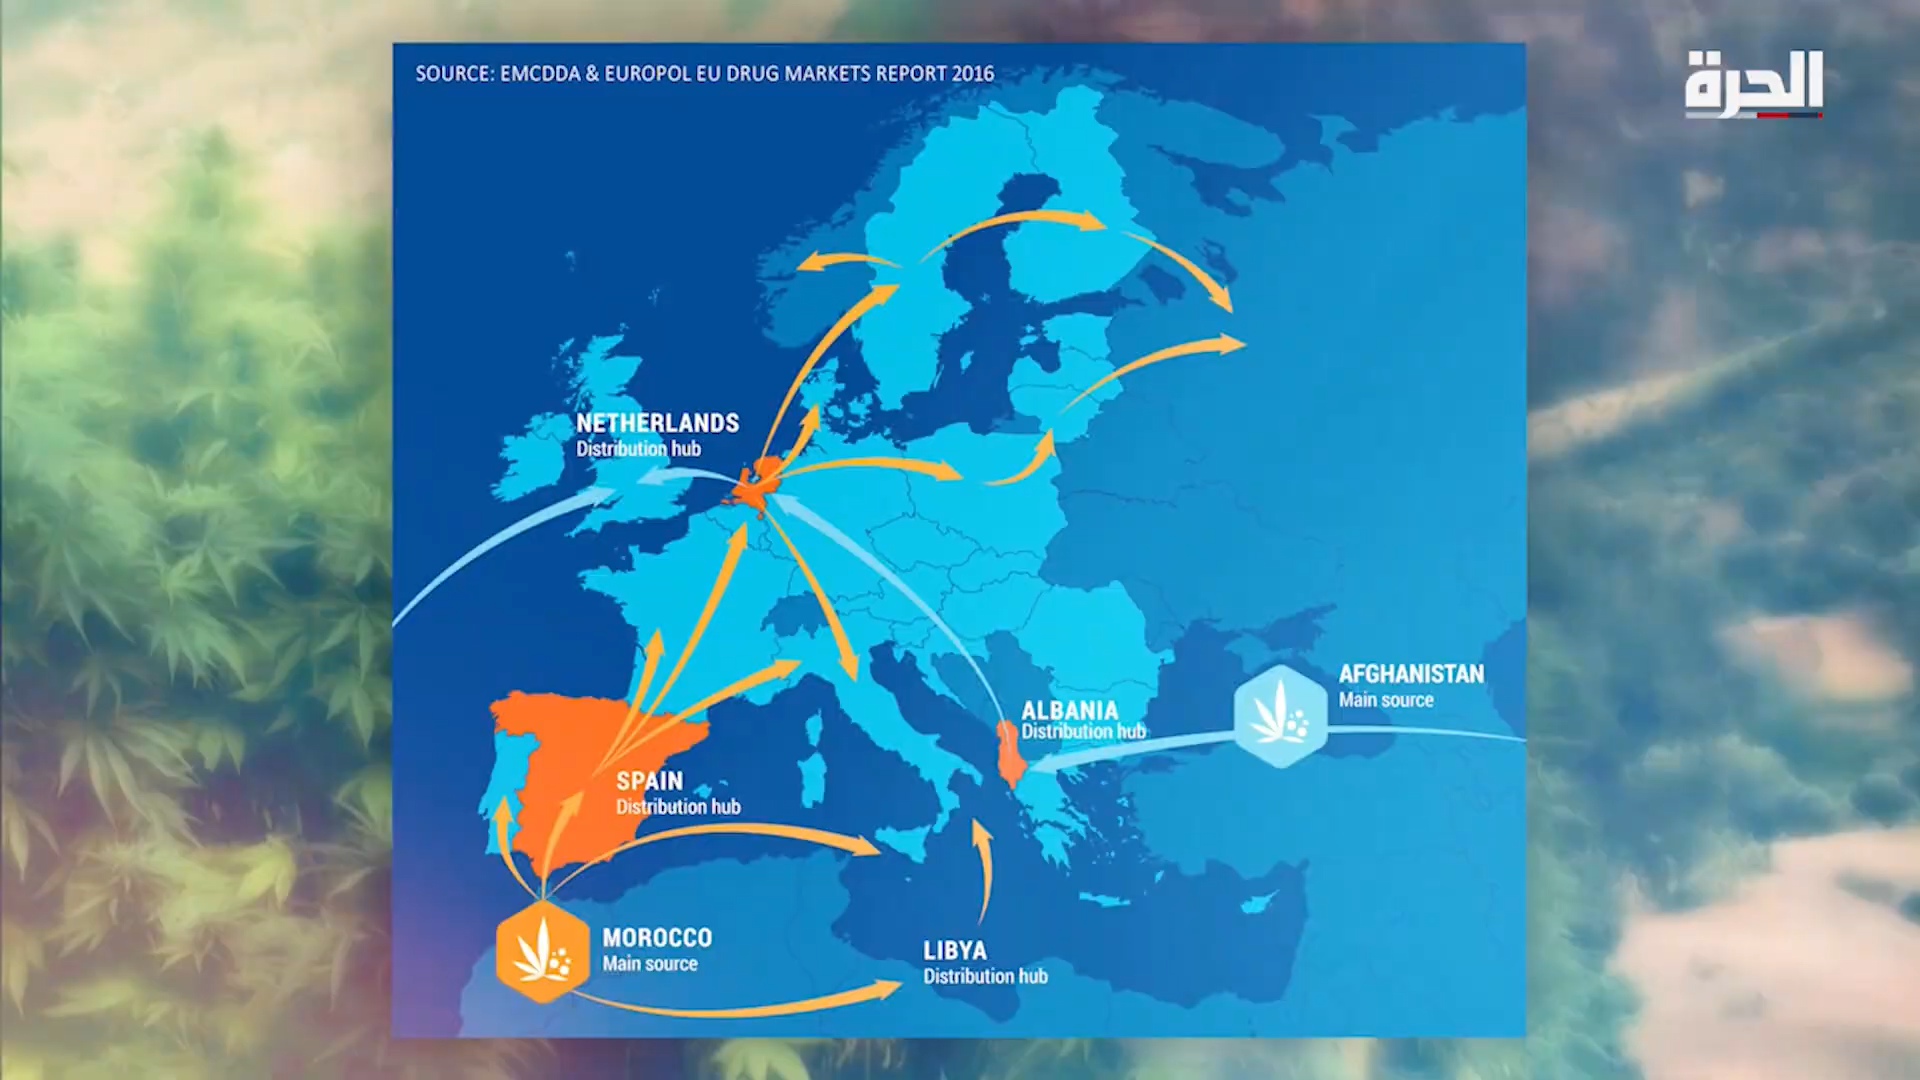 SOURCE: EMCDDA & EUROPOL EU DRUG MARKETS REPORT 2016
الحرة
NETHERLANDS
Distribution hub
AFGHANISTAN
Main source
ALBANIA
Distribution hub
SPAIN
Distribution hub
MOROCCO
Main source
LIBYA
Distribution hub